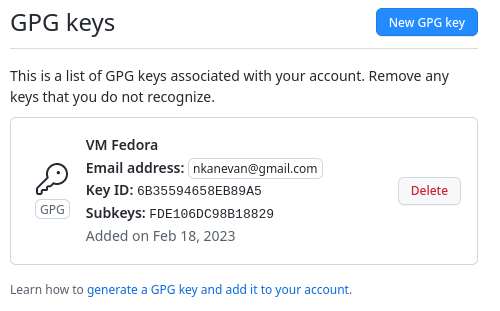 GPG keys
New GPG key
This is a list of GPG keys associated with your account. Remove any
keys that you do not recognize.
VM Fedora
Email address: nkanevan@gmail.com
Key ID: 6B35594658EB89A5
GPG
Subkeys: FDE106DC98B18829
Added on Feb 18, 2023
Delete
Learn how to generate a GPG key and add it to your account.